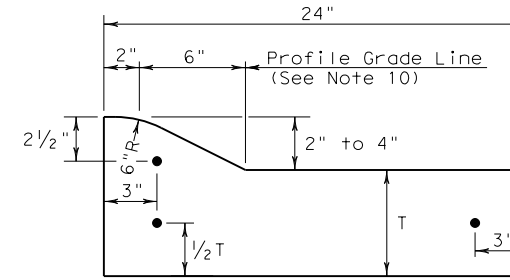 24"
2"
6"
Profile Grade Line
(See Note 10)
2½"
6"R
2" to 4"
3"
T
½T
3"